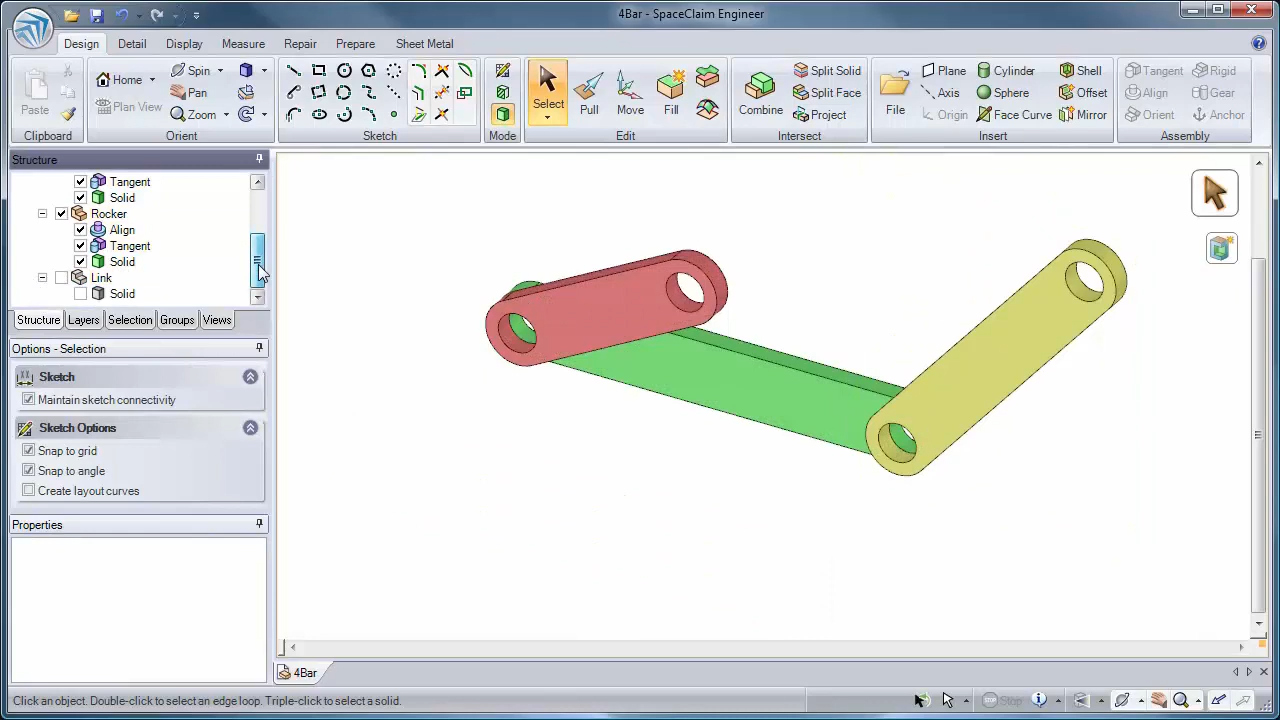 4Bar - SpaceClaim Engineer
Design Detail Display Measure Repair Prepare Sheet Metal
Paste
Clipboard
Home Spin
Plan View Pan
Zoom
Orient
Sketch
Mode
Select Pull Move Fill
Edit
Combine Split Solid
Split Face
Project
Intersect
File Plane Cylinder Shell
Axis Sphere Offset
Origin Face Curve Mirror
Insert
Tangent Rigid
Align Gear
Orient Anchor
Assembly
Structure
Tangent
Solid
Rocker
Align
Tangent
Solid
Link
Solid
Structure Layers Selection Groups Views
Options - Selection
Sketch
Maintain sketch connectivity
Sketch Options
Snap to grid
Snap to angle
Create layout curves
Properties
4Bar
Click an object. Double-click to select an edge loop. Triple-click to select a solid.
Stop